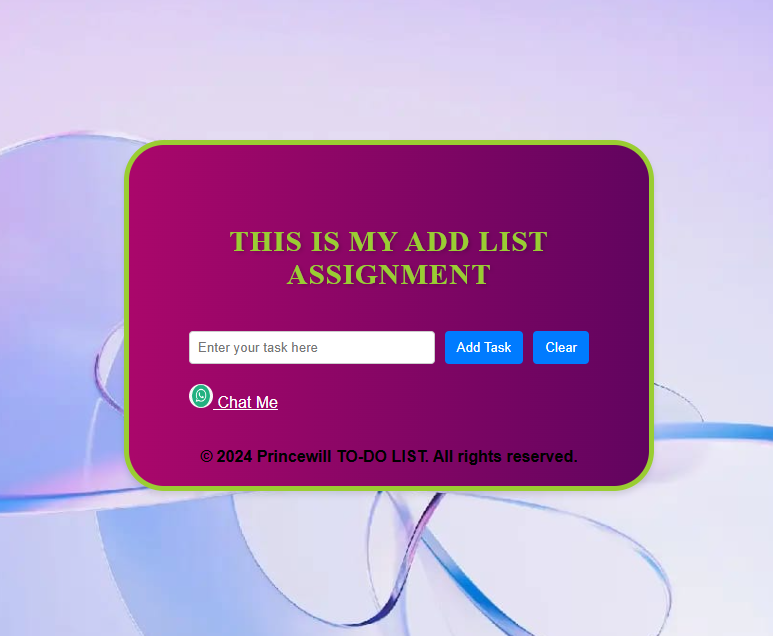 THIS IS MY ADD LIST
ASSIGNMENT
Enter your task here Add Task Clear
Chat Me
© 2024 Princewill TO-DO LIST. All rights reserved.